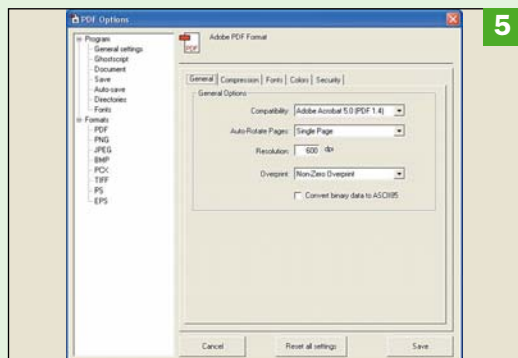 5
PDF Options
Program
General settings
Ghostscript
Document
Save
Auto-save
Directories
Fonts
Formats
PDF
PNG
JPEG
BMP
PCX
TIFF
PS
EPS
PDF
Adobe PDF Format
General Compression Fonts Colors Security
General Options
Compatibility: Adobe Acrobat 5.0 (PDF 1.4)
Auto-Rotate Pages: Single Page
Resolution: 600 dpi
Overprint: Non-Zero Overprint
Convert binary data to ASCII85
Cancel Reset all settings Save